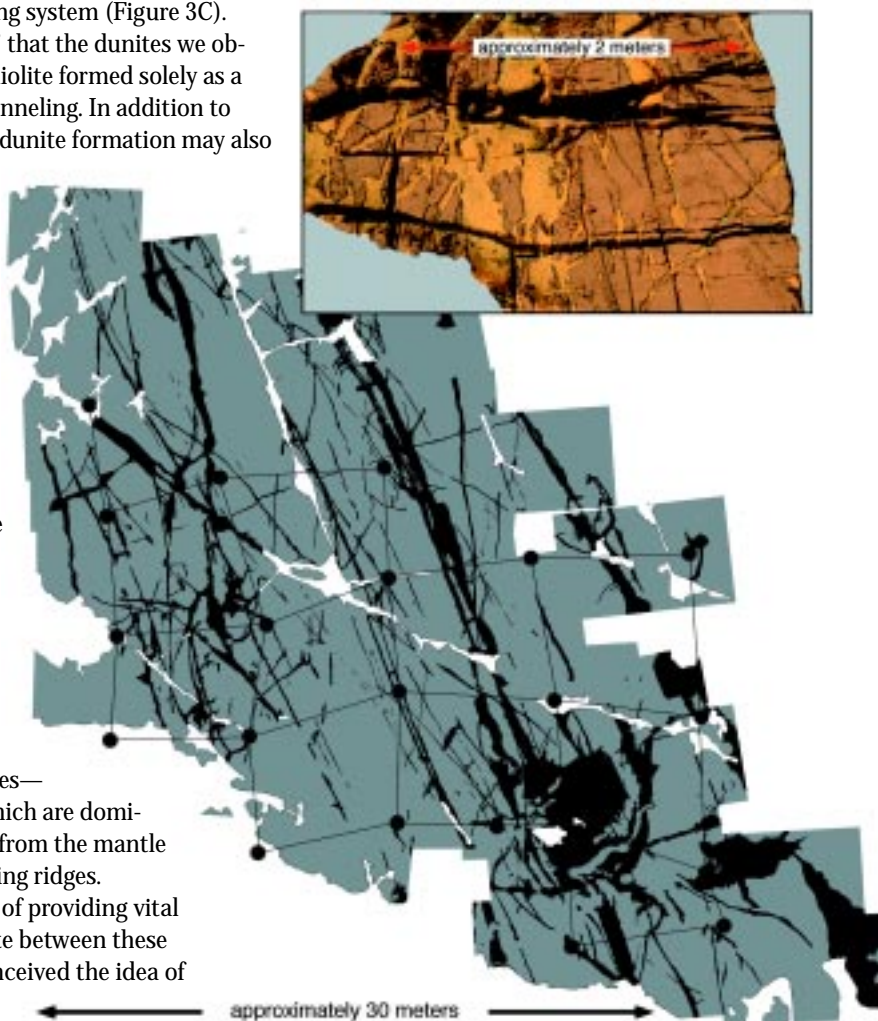 ng system (Figure 3C).
that the dunites we ob-
iolite formed solely as a
nneling. In addition to
dunite formation may also
approximately 2 meters
e
es—
hich are domi-
from the mantle
ing ridges.
of providing vital
e between these
nceived the idea of
approximately 30 meters